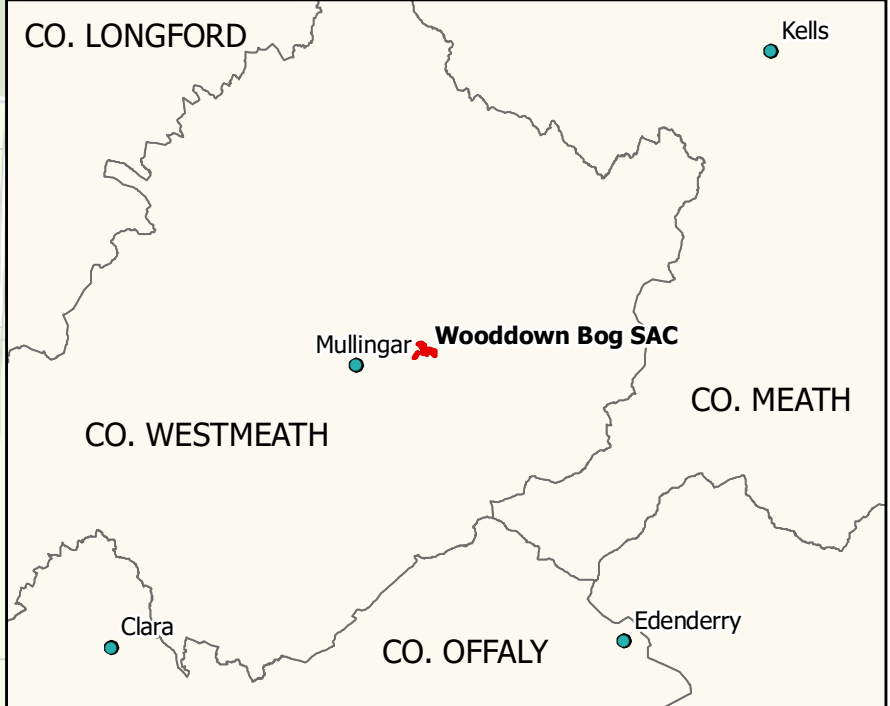 CO. LONGFORD
Kells
Wooddown Bog SAC
Mullingar
CO. MEATH
CO. WESTMEATH
Edenderry
Clara
CO. OFFALY